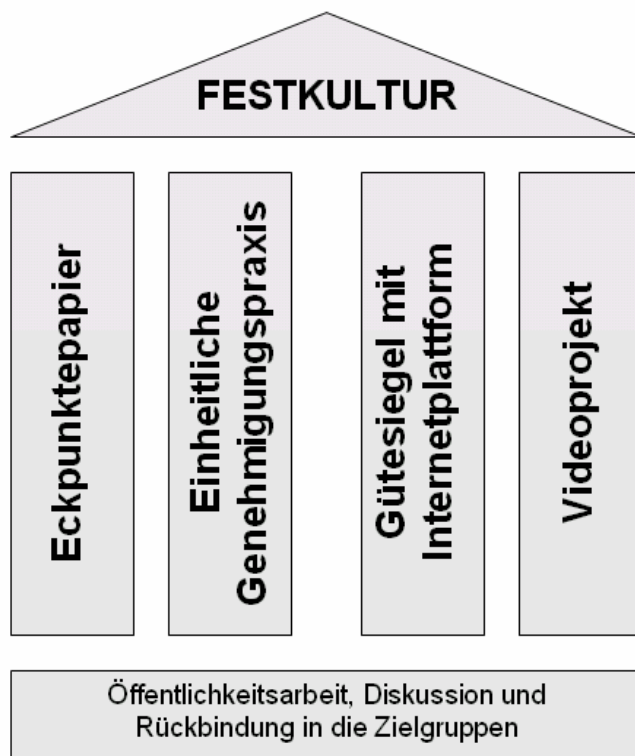 FESTKULTUR
Eckpunktepapier
Einheitliche
Genehmigungspraxis
Gütesiegel mit
Internetplattform
Videoprojekt
Öffentlichkeitsarbeit, Diskussion und
Rückbindung in die Zielgruppen